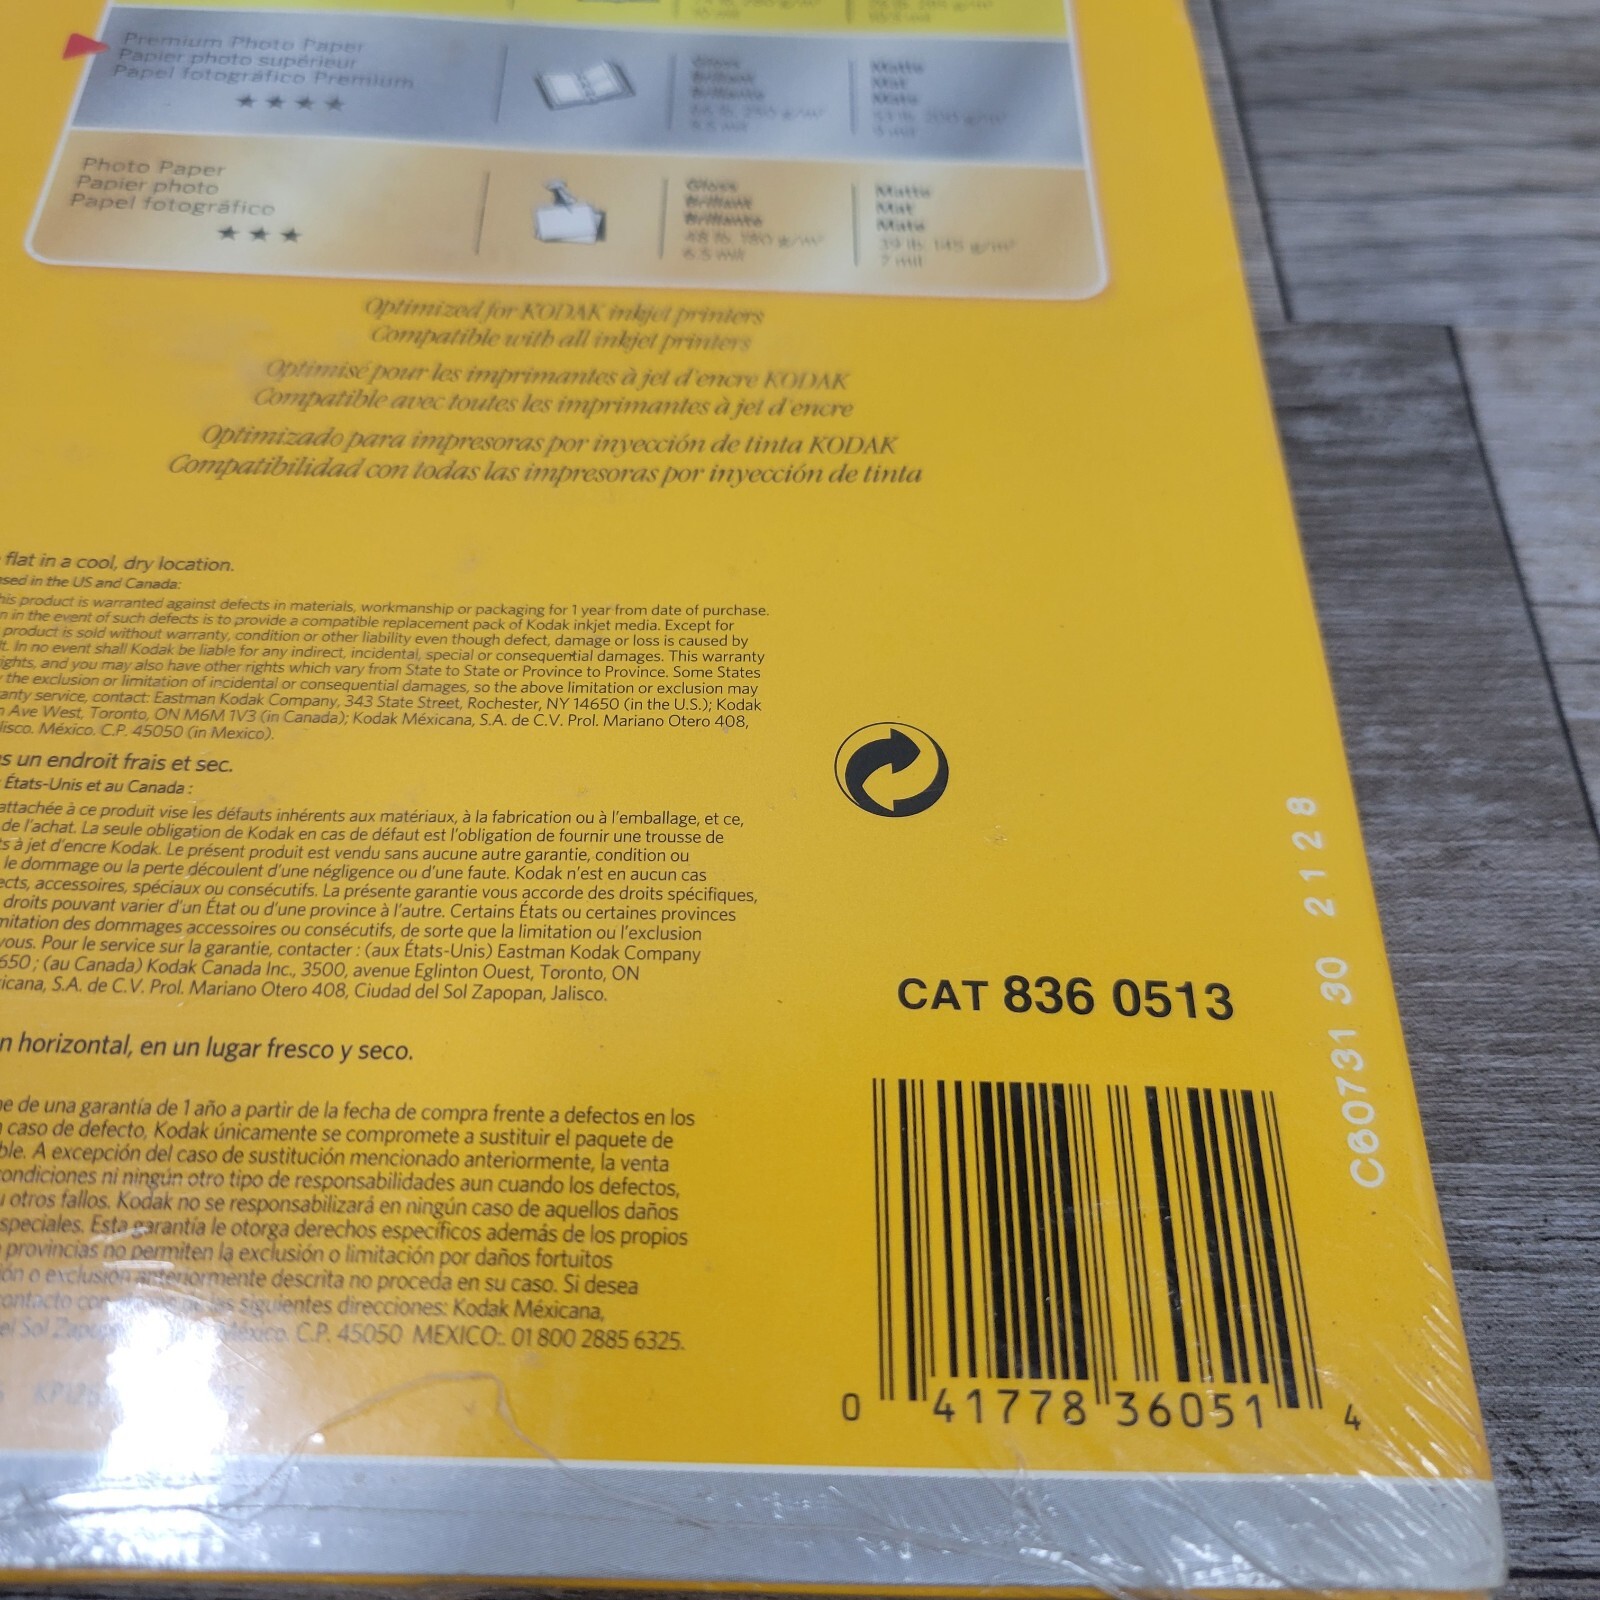 Premium Photo Paper
Papier photo supérieur
Papel fotográfico Premium
Gloss
Brillant
Brillante
Matte
Mat
Mate
Photo Paper
Papier photo
Papel fotográfico
Gloss
Brillant
Brillante
48 lb, 180 g/m²
6.5 mil
Matte
Mat
Mate
39 lb, 145 g/m²
7 mil
Optimized for KODAK inkjet printers
Compatible with all inkjet printers
Optimisé pour les imprimantes à jet d'encre KODAK
Compatible avec toutes les imprimantes à jet d'encre
Optimizado para impresoras por inyección de tinta KODAK
Compatibilidad con todas las impresoras por inyección de tinta
flat in a cool, dry location.
in the US and Canada:
product is warranted against defects in materials, workmanship or packaging for 1 year from date of purchase.
in the event of such defects is to provide a compatible replacement pack of Kodak inkjet media. Except for
product is sold without warranty, condition or other liability even though defect, damage or loss is caused by
In no event shall Kodak be liable for any indirect, incidental, special or consequential damages. This warranty
and you may also have other rights which vary from State to State or Province to Province. Some States
the exclusion or limitation of incidental or consequential damages, so the above limitation or exclusion may
service, contact: Eastman Kodak Company, 343 State Street, Rochester, NY 14650 (in the U.S.); Kodak
Ave West, Toronto, ON M6M 1V3 (in Canada); Kodak Méxicana, S.A. de C.V. Prol. Mariano Otero 408,
México. C.P. 45050 (in Mexico).
un endroit frais et sec.
États-Unis et au Canada :
attachée à ce produit vise les défauts inhérents aux matériaux, à la fabrication ou à l'emballage, et ce,
de l'achat. La seule obligation de Kodak en cas de défaut est l'obligation de fournir une trousse de
à jet d'encre Kodak. Le présent produit est vendu sans aucune autre garantie, condition ou
le dommage ou la perte découlent d'une négligence ou d'une faute. Kodak n'est en aucun cas
accessoires, spéciaux ou consécutifs. La présente garantie vous accorde des droits spécifiques,
droits pouvant varier d'un État ou d'une province à l'autre. Certains États ou certaines provinces
des dommages accessoires ou consécutifs, de sorte que la limitation ou l'exclusion
vous. Pour le service sur la garantie, contacter : (aux États-Unis) Eastman Kodak Company
650 ; (au Canada) Kodak Canada Inc., 3500, avenue Eglinton Ouest, Toronto, ON
S.A. de C.V. Prol. Mariano Otero 408, Ciudad del Sol Zapopan, Jalisco.
horizontal, en un lugar fresco y seco.
de una garantía de 1 año a partir de la fecha de compra frente a defectos en los
caso de defecto, Kodak únicamente se compromete a sustituir el paquete de
A excepción del caso de sustitución mencionado anteriormente, la venta
condiciones ni ningún otro tipo de responsabilidades aun cuando los defectos,
u otros fallos. Kodak no se responsabilizará en ningún caso de aquellos daños
especiales. Esta garantía le otorga derechos específicos además de los propios
provincias no permiten la exclusión o limitación por daños fortuitos
o exclusión anteriormente descrita no proceda en su caso. Si desea
siguientes direcciones: Kodak Méxicana,
Sol México. C.P. 45050 MEXICO:. 01 800 2885 6325.
CAT 836 0513
C60731 30 2128
0 41778 36051 4